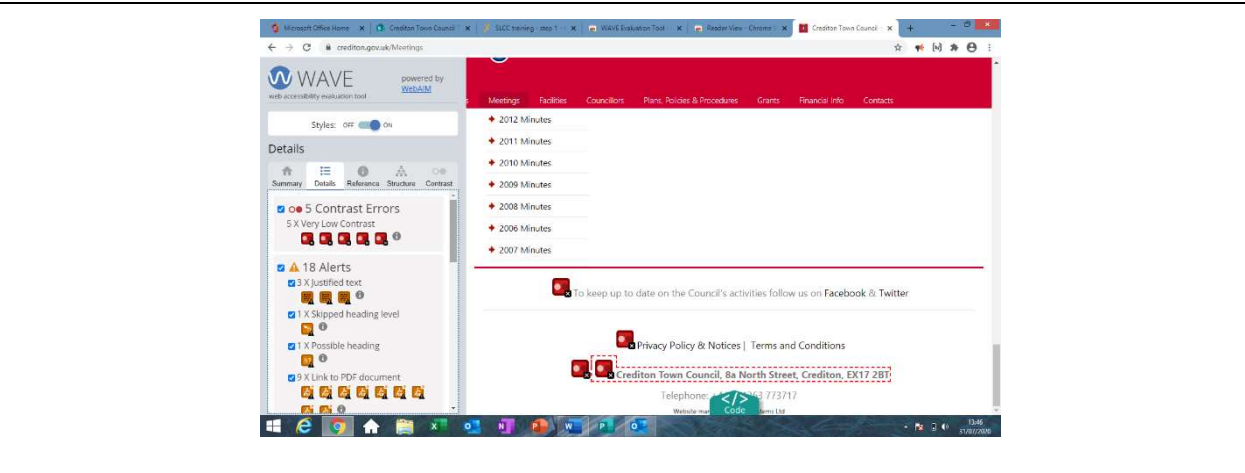 Microsoft Office Home
Crediton Town Council
SLCC training - step 1
WAVE Evaluation Tool
Reader View - Chrome
Crediton Town Council
crediton.gov.uk/Meetings
WAVE
powered by
WebAIM
web accessibility evaluation tool
Styles: OFF ON
Details
Summary Details Reference Structure Contrast
5 Contrast Errors
5 X Very Low Contrast
18 Alerts
3 X Justified text
1 X Skipped heading level
1 X Possible heading
9 X Link to PDF document
Meetings Facilities Councillors Plans, Policies & Procedures Grants Financial Info Contacts
2012 Minutes
2011 Minutes
2010 Minutes
2009 Minutes
2008 Minutes
2006 Minutes
2007 Minutes
To keep up to date on the Council's activities follow us on Facebook & Twitter
Privacy Policy & Notices | Terms and Conditions
Crediton Town Council, 8a North Street, Crediton, EX17 2BT
Telephone: 773717
Website Ltd
</>
Code
13:46
31/07/2020